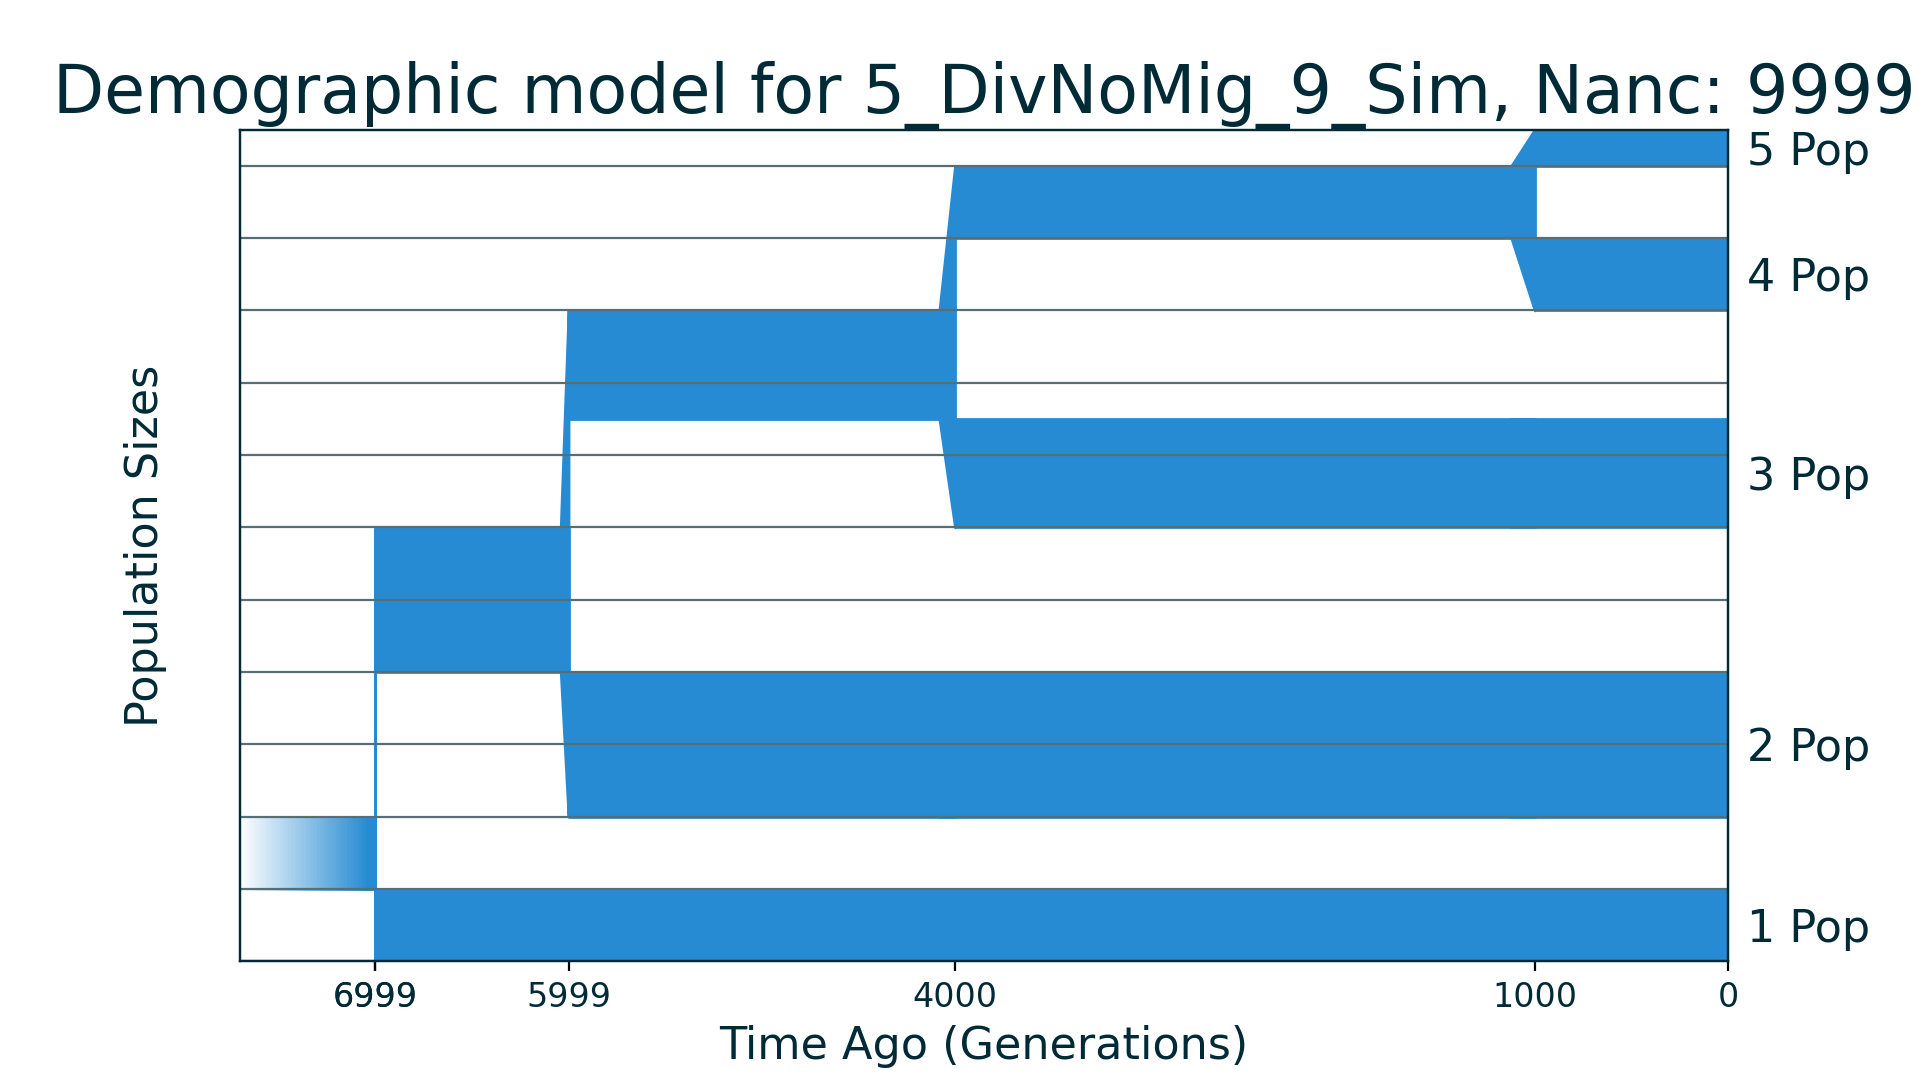 Demographic model for 5_DivNoMig_9_Sim, Nanc: 9999
5 Pop
4 Pop
3 Pop
2 Pop
1 Pop
Population Sizes
6999 5999 4000 1000 0
Time Ago (Generations)